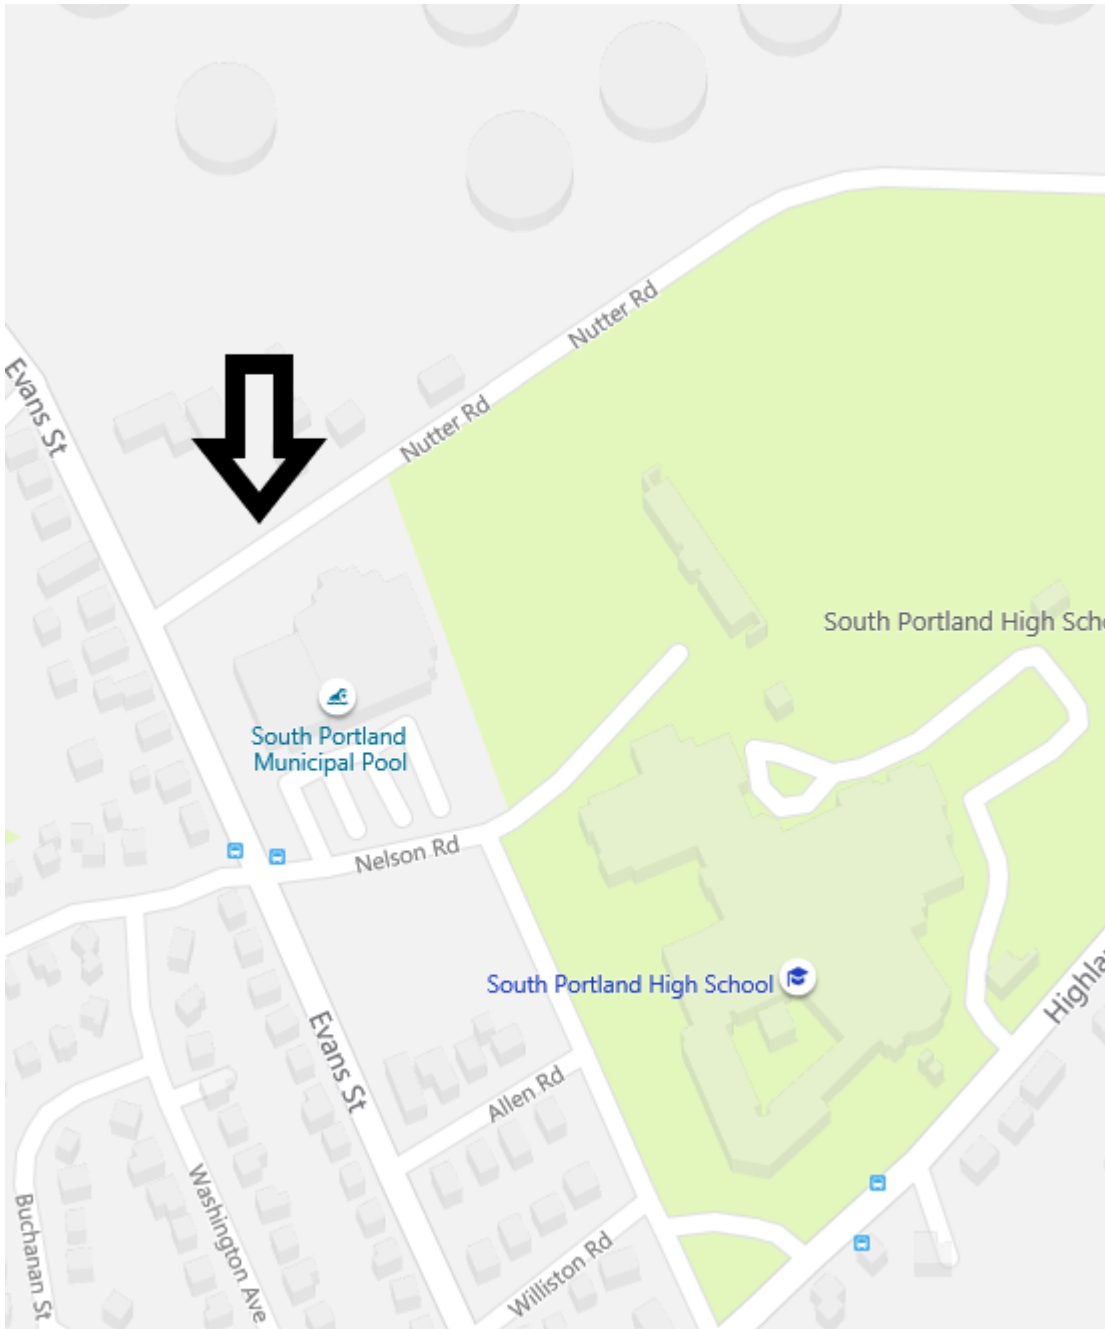 Nutter Rd
Evans St
Nutter Rd
South Portland High Scho
South Portland
Municipal Pool
Nelson Rd
South Portland High School
Highla
Evans St
Allen Rd
Washington Ave
Buchanan St
Williston Rd